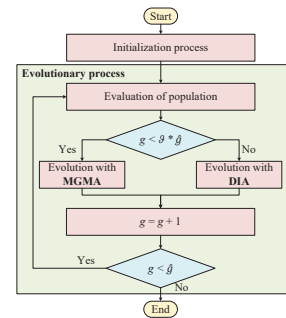 Start
Initialization process
Evolutionary process
Evaluation of population
g < ϑ * ĝ
Yes
No
Evolution with
MGMA
Evolution with
DIA
g = g + 1
Yes
g < ĝ
No
End